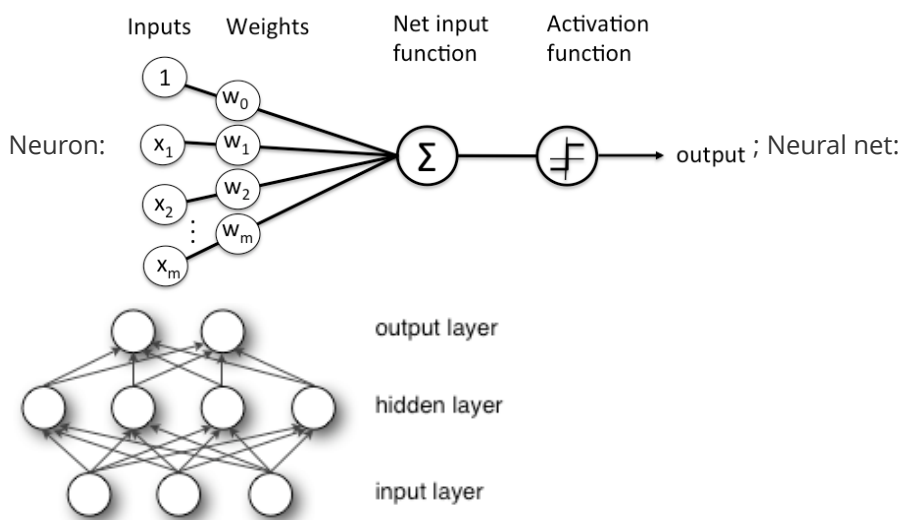 Inputs Weights Net input function Activation function
1 w0
Neuron: x1 w1 Σ output ; Neural net:
x2 w2
⋮ wm
xm
output layer
hidden layer
input layer